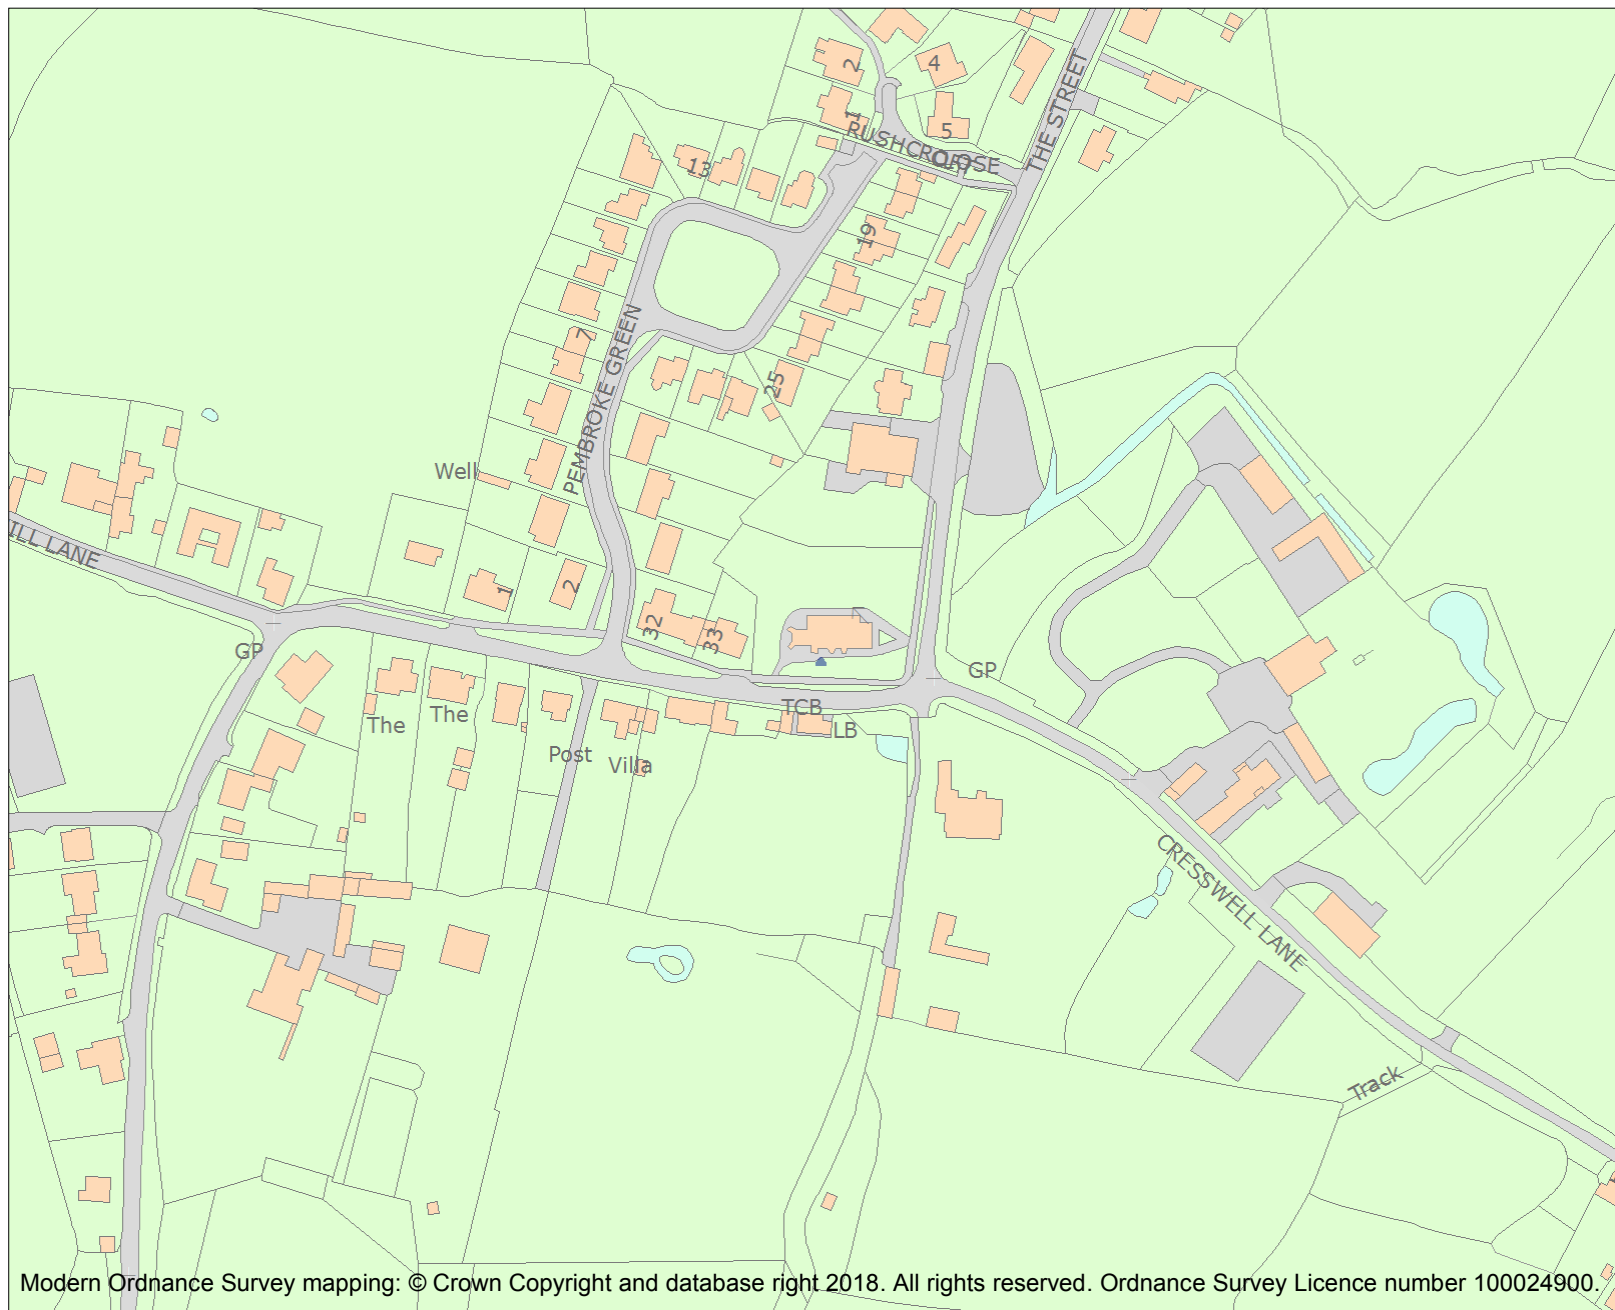 2
4
1
5
RUSHCROFT
CLOSE
THE STREET
13
19
7
PEMBROKE GREEN
25
Well
ILL LANE
1
2
32
33
GP
GP
The
The
TCB
LB
Post
Villa
CRESSWELL LANE
Track
Modern Ordnance Survey mapping: © Crown Copyright and database right 2018. All rights reserved. Ordnance Survey Licence number 100024900.